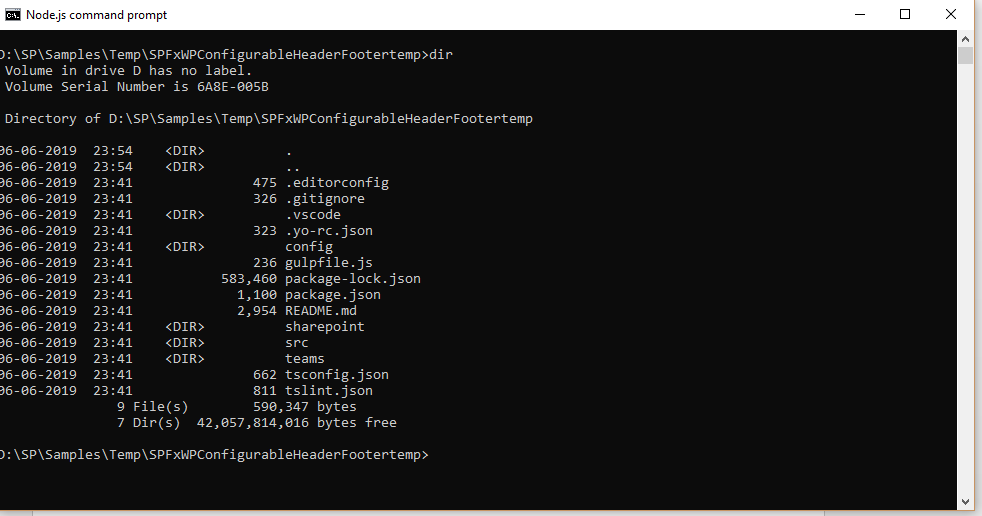 Node.js command prompt
D:\SP\Samples\Temp\SPFxWPConfigurableHeaderFootertemp>dir
Volume in drive D has no label.
Volume Serial Number is 6A8E-005B
Directory of D:\SP\Samples\Temp\SPFxWPConfigurableHeaderFootertemp
06-06-2019  23:54    <DIR>          .
06-06-2019  23:54    <DIR>          ..
06-06-2019  23:41               475 .editorconfig
06-06-2019  23:41               326 .gitignore
06-06-2019  23:41    <DIR>          .vscode
06-06-2019  23:41               323 .yo-rc.json
06-06-2019  23:41    <DIR>          config
06-06-2019  23:41               236 gulpfile.js
06-06-2019  23:41           583,460 package-lock.json
06-06-2019  23:41             1,100 package.json
06-06-2019  23:41             2,954 README.md
06-06-2019  23:41    <DIR>          sharepoint
06-06-2019  23:41    <DIR>          src
06-06-2019  23:41    <DIR>          teams
06-06-2019  23:41               662 tsconfig.json
06-06-2019  23:41               811 tslint.json
9 File(s)        590,347 bytes
7 Dir(s)  42,057,814,016 bytes free
D:\SP\Samples\Temp\SPFxWPConfigurableHeaderFootertemp>